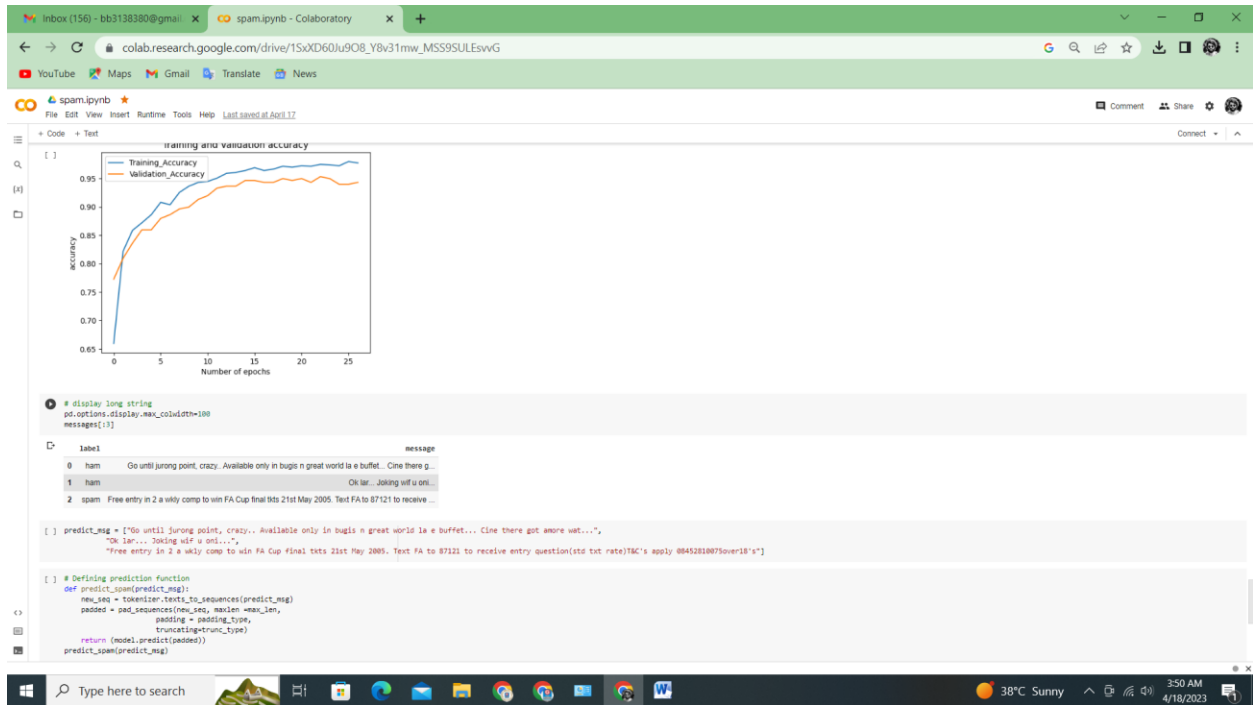 Inbox (156) - bb3138380@gmail.
spam.ipynb - Colaboratory
colab.research.google.com/drive/1SxXD60Ju9O8_Y8v31mw_MSS9SULEsvvG
YouTube Maps Gmail Translate News
spam.ipynb
Comment Share
File Edit View Insert Runtime Tools Help Last saved at April 17
+ Code + Text
Connect
[ ]
Training and validation accuracy
Training_Accuracy
Validation_Accuracy
0.95
0.90
0.85
0.80
0.75
0.70
0.65
accuracy
0 5 10 15 20 25
Number of epochs
# display long string
pd.options.display.max_colwidth=100
messages[:3]
label message
0 ham Go until jurong point, crazy.. Available only in bugis n great world la e buffet... Cine there g...
1 ham Ok lar... Joking wif u oni...
2 spam Free entry in 2 a wkly comp to win FA Cup final tkts 21st May 2005. Text FA to 87121 to receive ...
[ ] predict_msg = ["Go until jurong point, crazy.. Available only in bugis n great world la e buffet... Cine there got amore wat...",
"Ok lar... Joking wif u oni...",
"Free entry in 2 a wkly comp to win FA Cup final tkts 21st May 2005. Text FA to 87121 to receive entry question(std txt rate)T&C's apply 08452810075over18's"]
[ ] # Defining prediction function
def predict_spam(predict_msg):
new_seq = tokenizer.texts_to_sequences(predict_msg)
padded = pad_sequences(new_seq, maxlen =max_len,
padding = padding_type,
truncating=trunc_type)
return (model.predict(padded))
predict_spam(predict_msg)
Type here to search
38°C Sunny
3:50 AM
4/18/2023